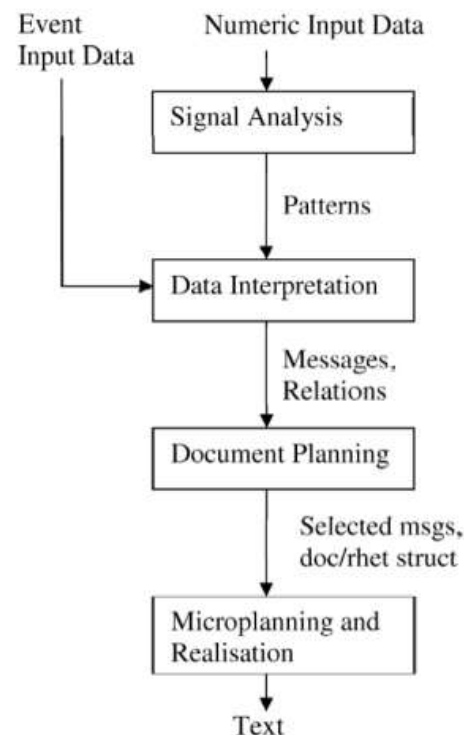 Event
Input Data
Numeric Input Data
Signal Analysis
Patterns
Data Interpretation
Messages,
Relations
Document Planning
Selected msgs,
doc/rhet struct
Microplanning and
Realisation
Text